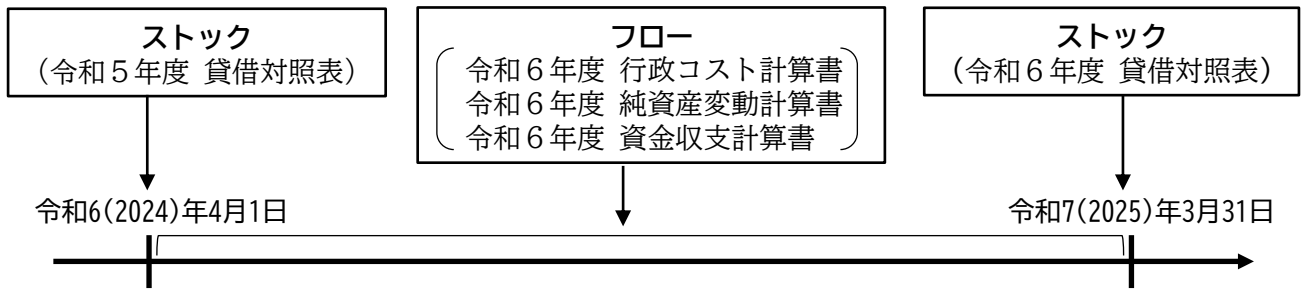 ストック
(令和５年度 貸借対照表)
フロー
令和６年度 行政コスト計算書
令和６年度 純資産変動計算書
令和６年度 資金収支計算書
ストック
(令和６年度 貸借対照表)
令和6(2024)年4月1日
令和7(2025)年3月31日